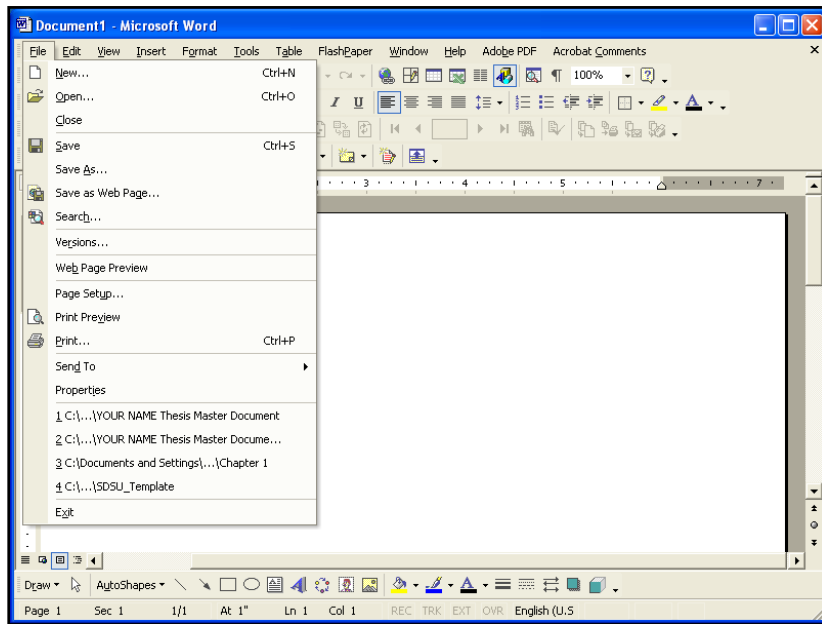 Document1 - Microsoft Word
File Edit View Insert Format Tools Table FlashPaper Window Help Adobe PDF Acrobat Comments
New... Ctrl+N
100%
Open... Ctrl+O
I U A
Close
Save Ctrl+S
Save As...
Save as Web Page...
3 4 5 7
Search...
Versions...
Web Page Preview
Page Setup...
Print Preview
Print... Ctrl+P
Send To
Properties
1 C:\...\YOUR NAME Thesis Master Document
2 C:\...\YOUR NAME Thesis Master Docume...
3 C:\Documents and Settings\...\Chapter 1
4 C:\...\SDSU_Template
Exit
Draw AutoShapes A A
Page 1 Sec 1 1/1 At 1" Ln 1 Col 1 REC TRK EXT OVR English (U.S